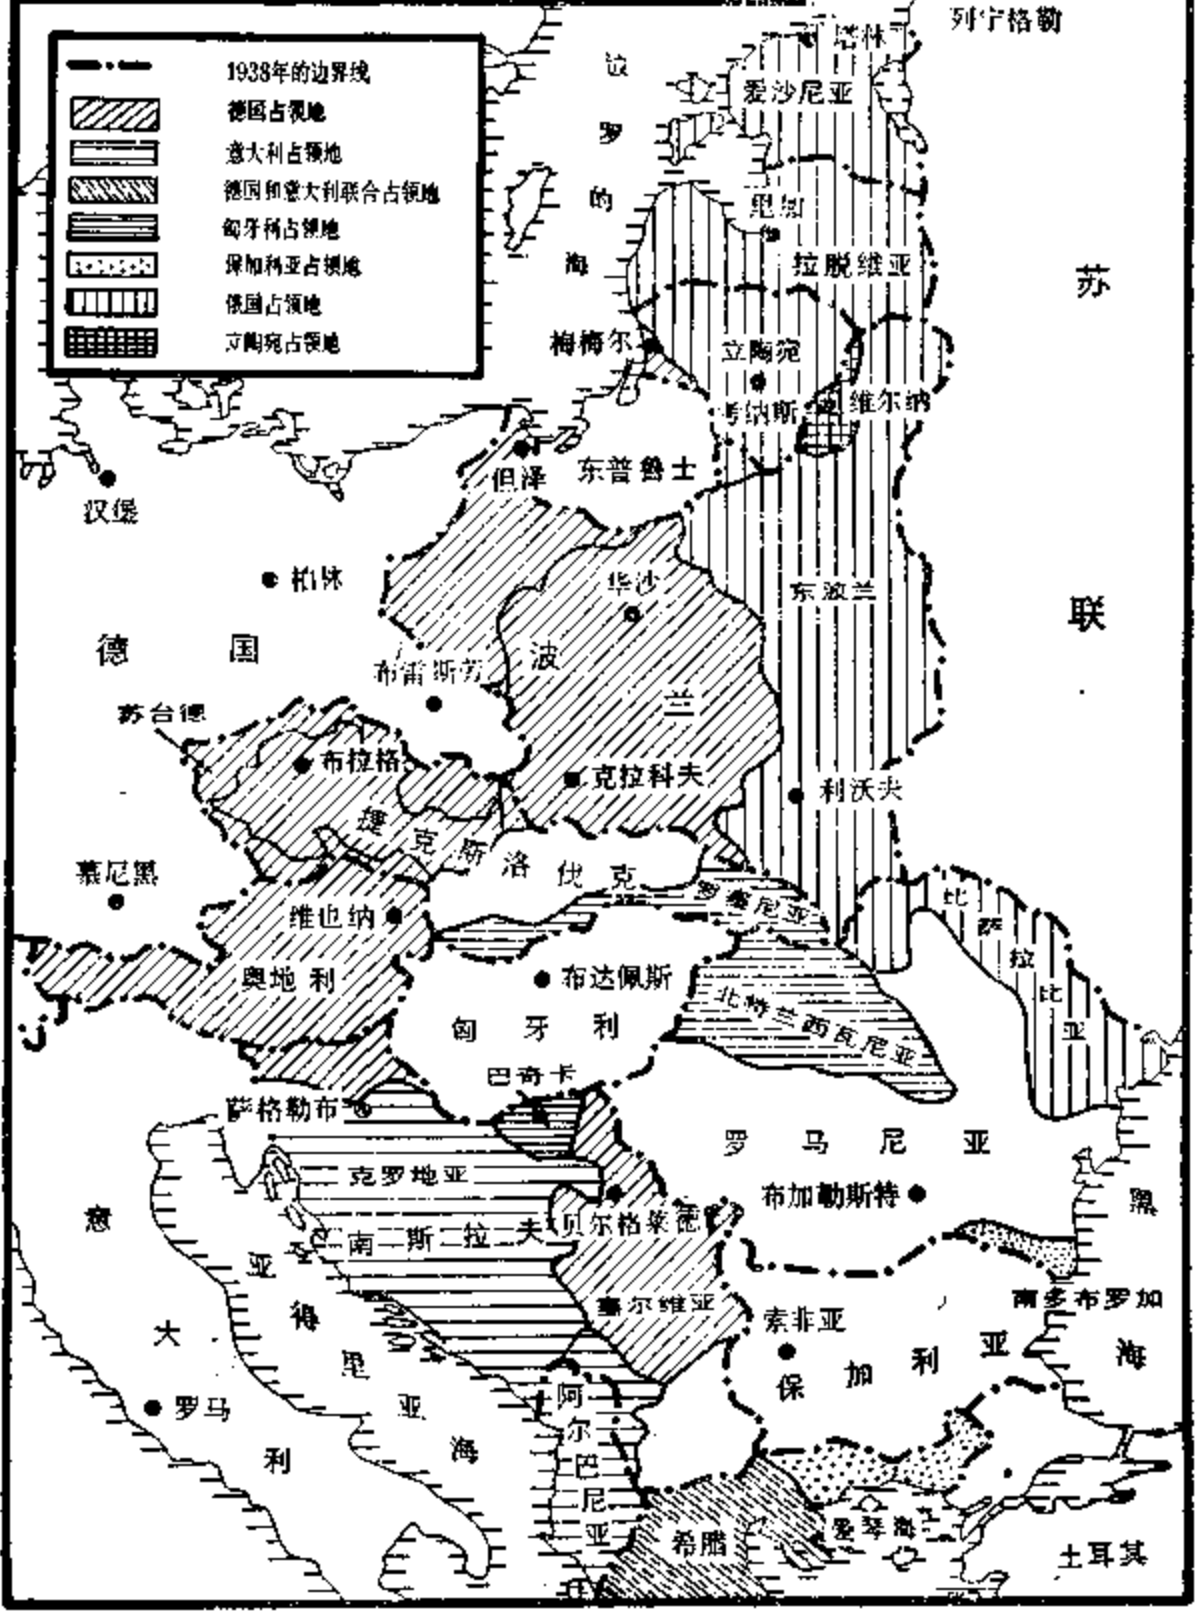 1938年的边界线
德国占领地
意大利占领地
德国和意大利联合占领地
匈牙利占领地
保加利亚占领地
俄国占领地
立陶宛占领地
列宁格勒
塔林
爱沙尼亚
波罗的海
里加
拉脱维亚
苏联
梅梅尔
立陶宛
考纳斯
维尔纳
但泽
东普鲁士
汉堡
柏林
华沙
东波兰
德国
布雷斯劳
波兰
苏台德
布拉格
克拉科夫
利沃夫
捷克斯洛伐克
慕尼黑
罗塞尼亚
比萨拉比亚
维也纳
奥地利
布达佩斯
北特兰西瓦尼亚
匈牙利
巴奇卡
萨格勒布
罗马尼亚
克罗地亚
布加勒斯特
黑海
意大利
南斯拉夫
贝尔格莱德
亚得里亚海
塞尔维亚
南多布罗加
索非亚
保加利亚
罗马
阿尔巴尼亚
希腊
爱琴海
土耳其